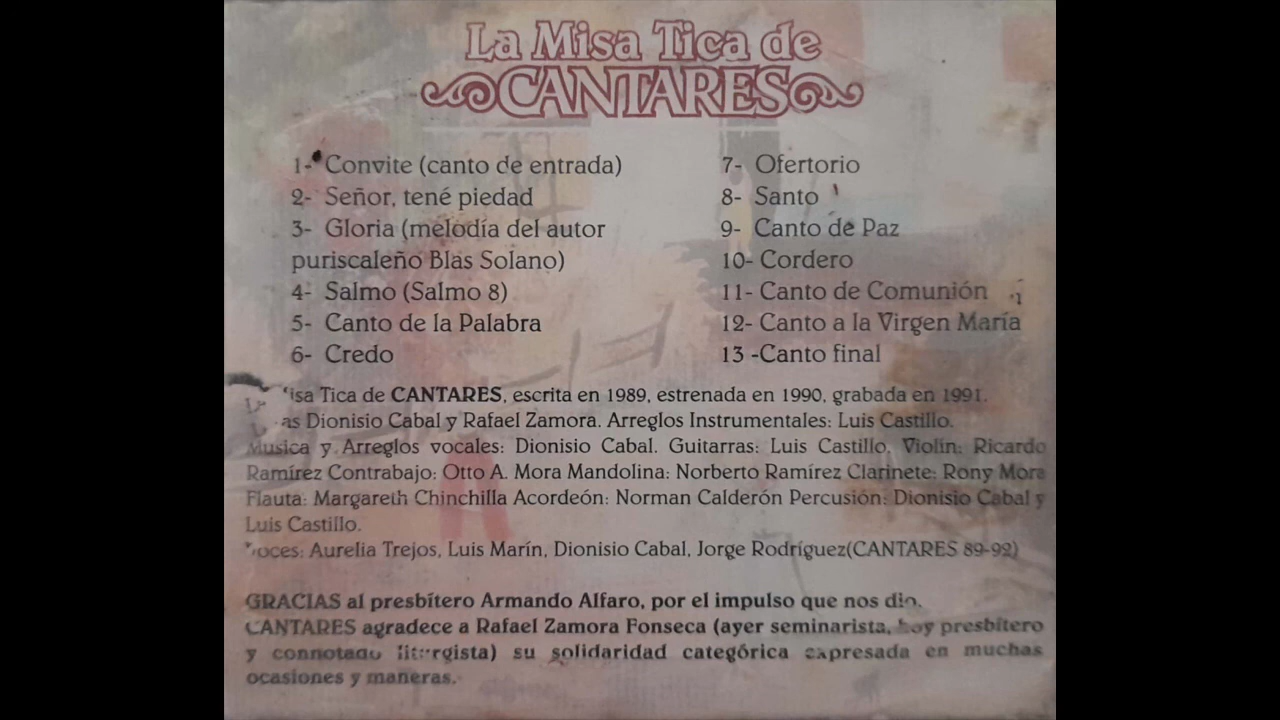 La Misa Tica de
CANTARES
1- Convite (canto de entrada)
2- Señor, tené piedad
3- Gloria (melodía del autor
puriscaleño Blas Solano)
4- Salmo (Salmo 8)
5- Canto de la Palabra
6- Credo
7- Ofertorio
8- Santo
9- Canto de Paz
10- Cordero
11- Canto de Comunión
12- Canto a la Virgen María
13 -Canto final
Tica de CANTARES, escrita en 1989, estrenada en 1990, grabada en 1991.
Dionisio Cabal y Rafael Zamora. Arreglos Instrumentales: Luis Castillo.
Musica y Arreglos vocales: Dionisio Cabal. Guitarras: Luis Castillo. Violín: Ricardo
Ramírez Contrabajo: Otto A. Mora Mandolina: Norberto Ramírez Clarinete: Rony Mora
Flauta: Margareth Chinchilla Acordeón: Norman Calderón Percusión: Dionisio Cabal y
Luis Castillo.
Voces: Aurelia Trejos, Luis Marín, Dionisio Cabal, Jorge Rodríguez(CANTARES 89-92)
GRACIAS al presbítero Armando Alfaro, por el impulso que nos dio.
CANTARES agradece a Rafael Zamora Fonseca (ayer seminarista, hoy presbítero
y connotado liturgista) su solidaridad categórica expresada en muchas
ocasiones y maneras.